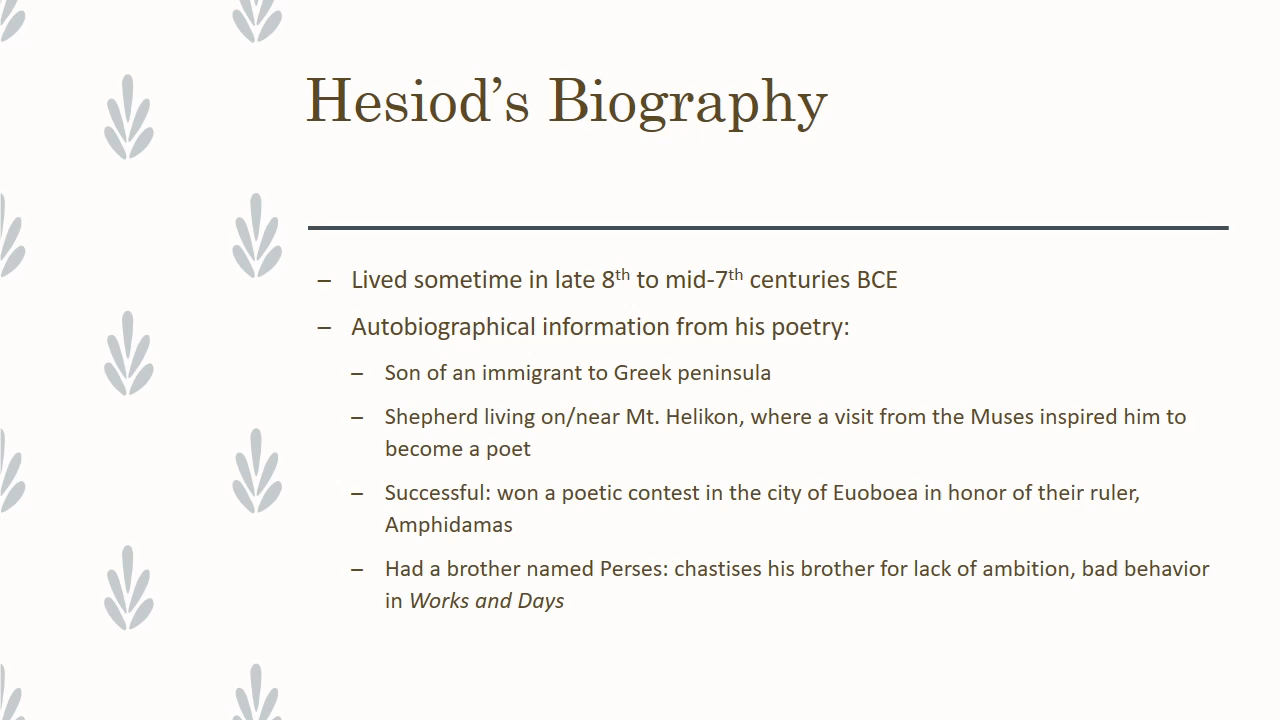 Hesiod’s Biography
– Lived sometime in late 8th to mid-7th centuries BCE
– Autobiographical information from his poetry:
– Son of an immigrant to Greek peninsula
– Shepherd living on/near Mt. Helikon, where a visit from the Muses inspired him to
become a poet
– Successful: won a poetic contest in the city of Euoboea in honor of their ruler,
Amphidamas
– Had a brother named Perses: chastises his brother for lack of ambition, bad behavior
in Works and Days